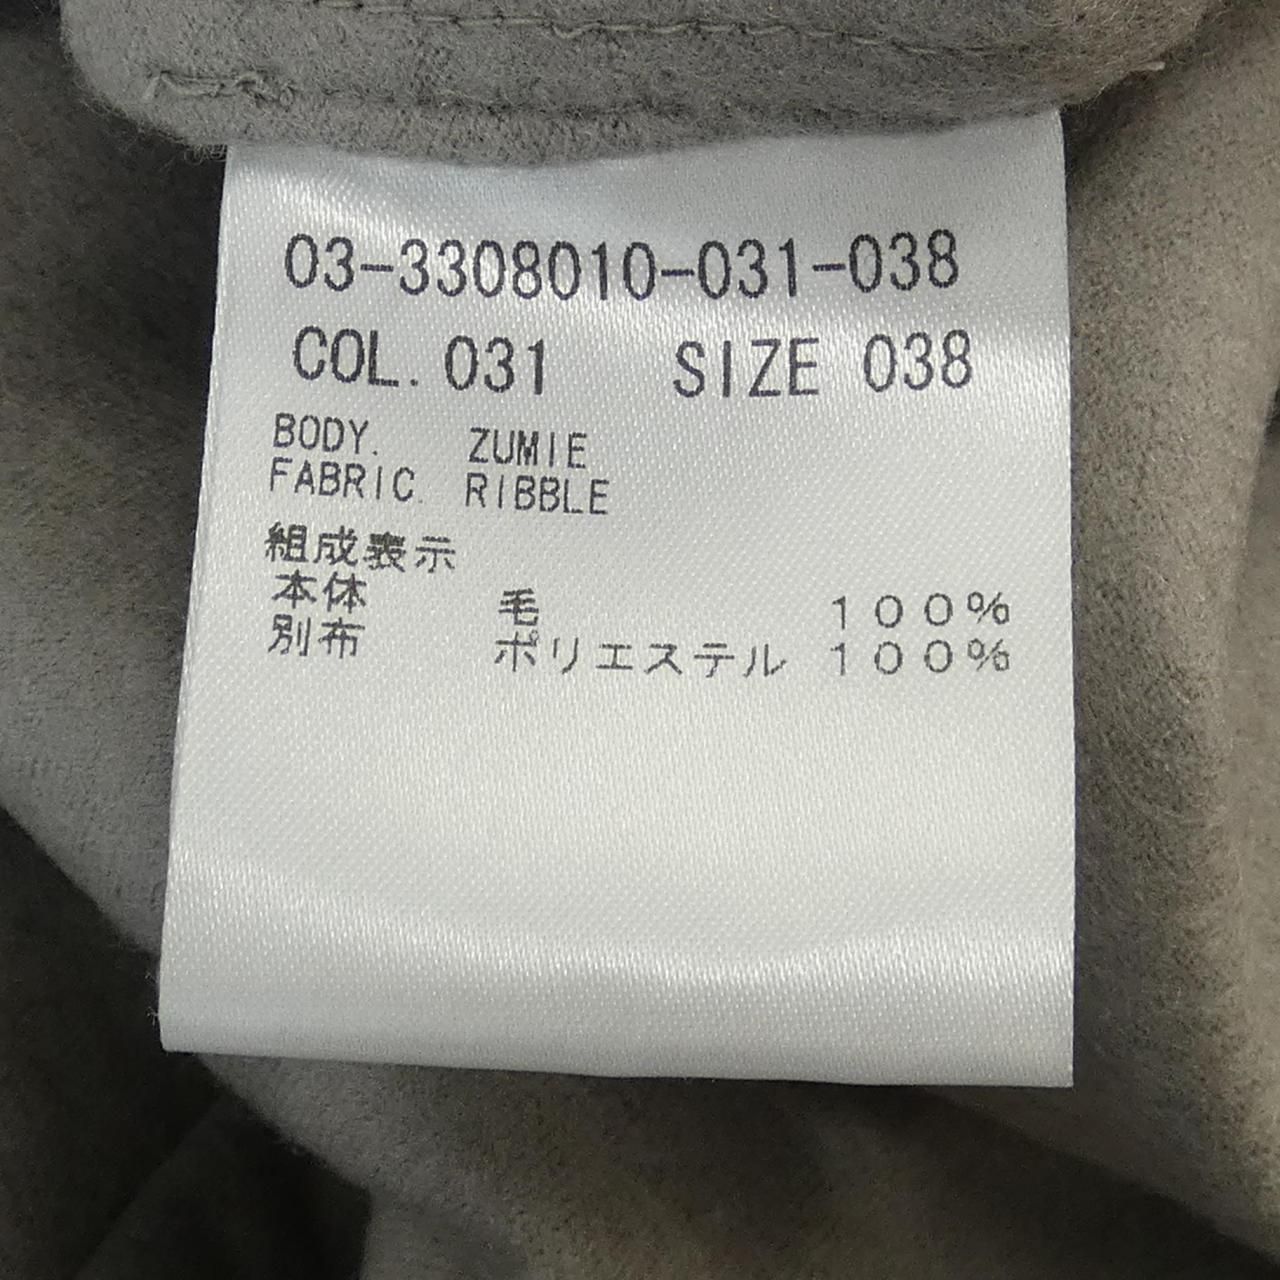 03-3308010-031-038
COL. 031 SIZE 038
BODY. ZUMIE
FABRIC. RIBBLE
組成表示
本体 毛 100%
別布 ポリエステル 100%